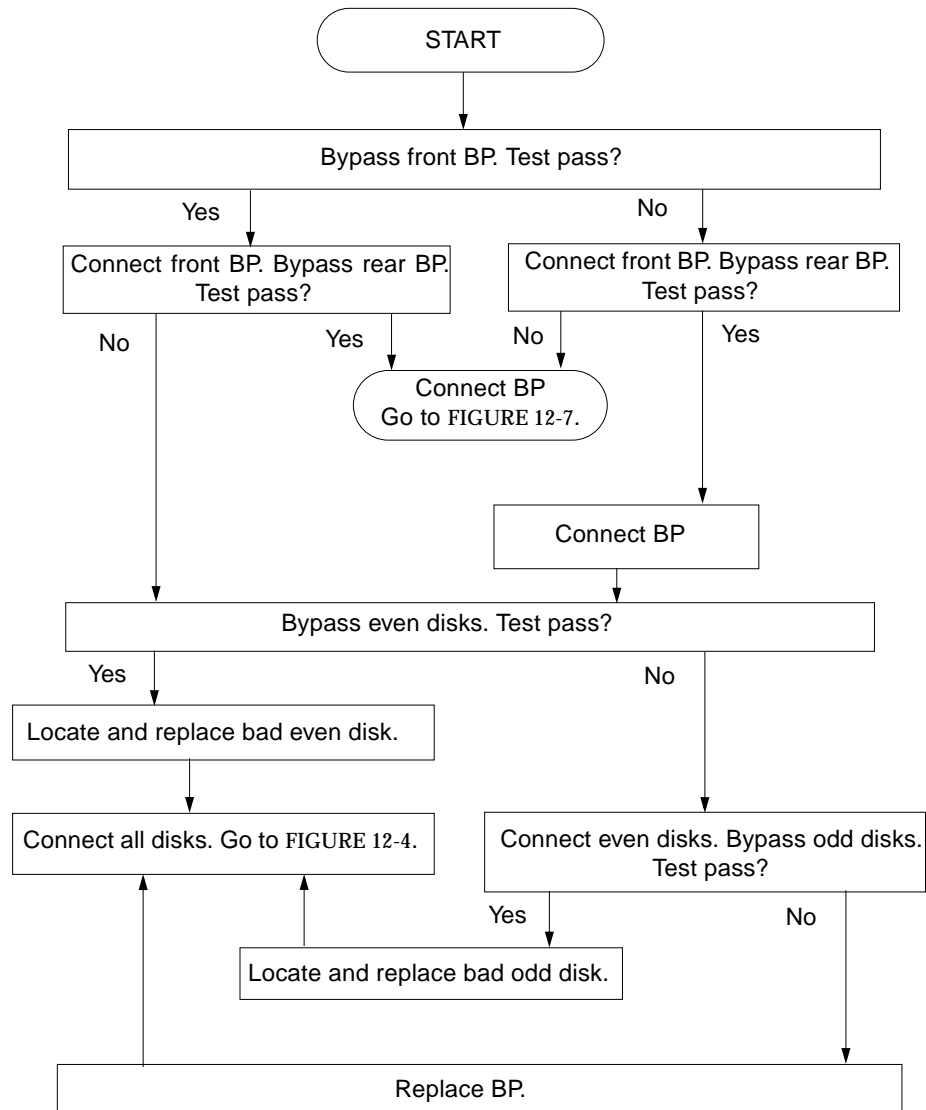 START
Bypass front BP. Test pass?
Yes
No
Connect front BP. Bypass rear BP.
Test pass?
Connect front BP. Bypass rear BP.
Test pass?
No
Yes
No
Yes
Connect BP
Go to FIGURE 12-7.
Connect BP
Bypass even disks. Test pass?
Yes
No
Locate and replace bad even disk.
Connect all disks. Go to FIGURE 12-4.
Connect even disks. Bypass odd disks.
Test pass?
Yes
No
Locate and replace bad odd disk.
Replace BP.